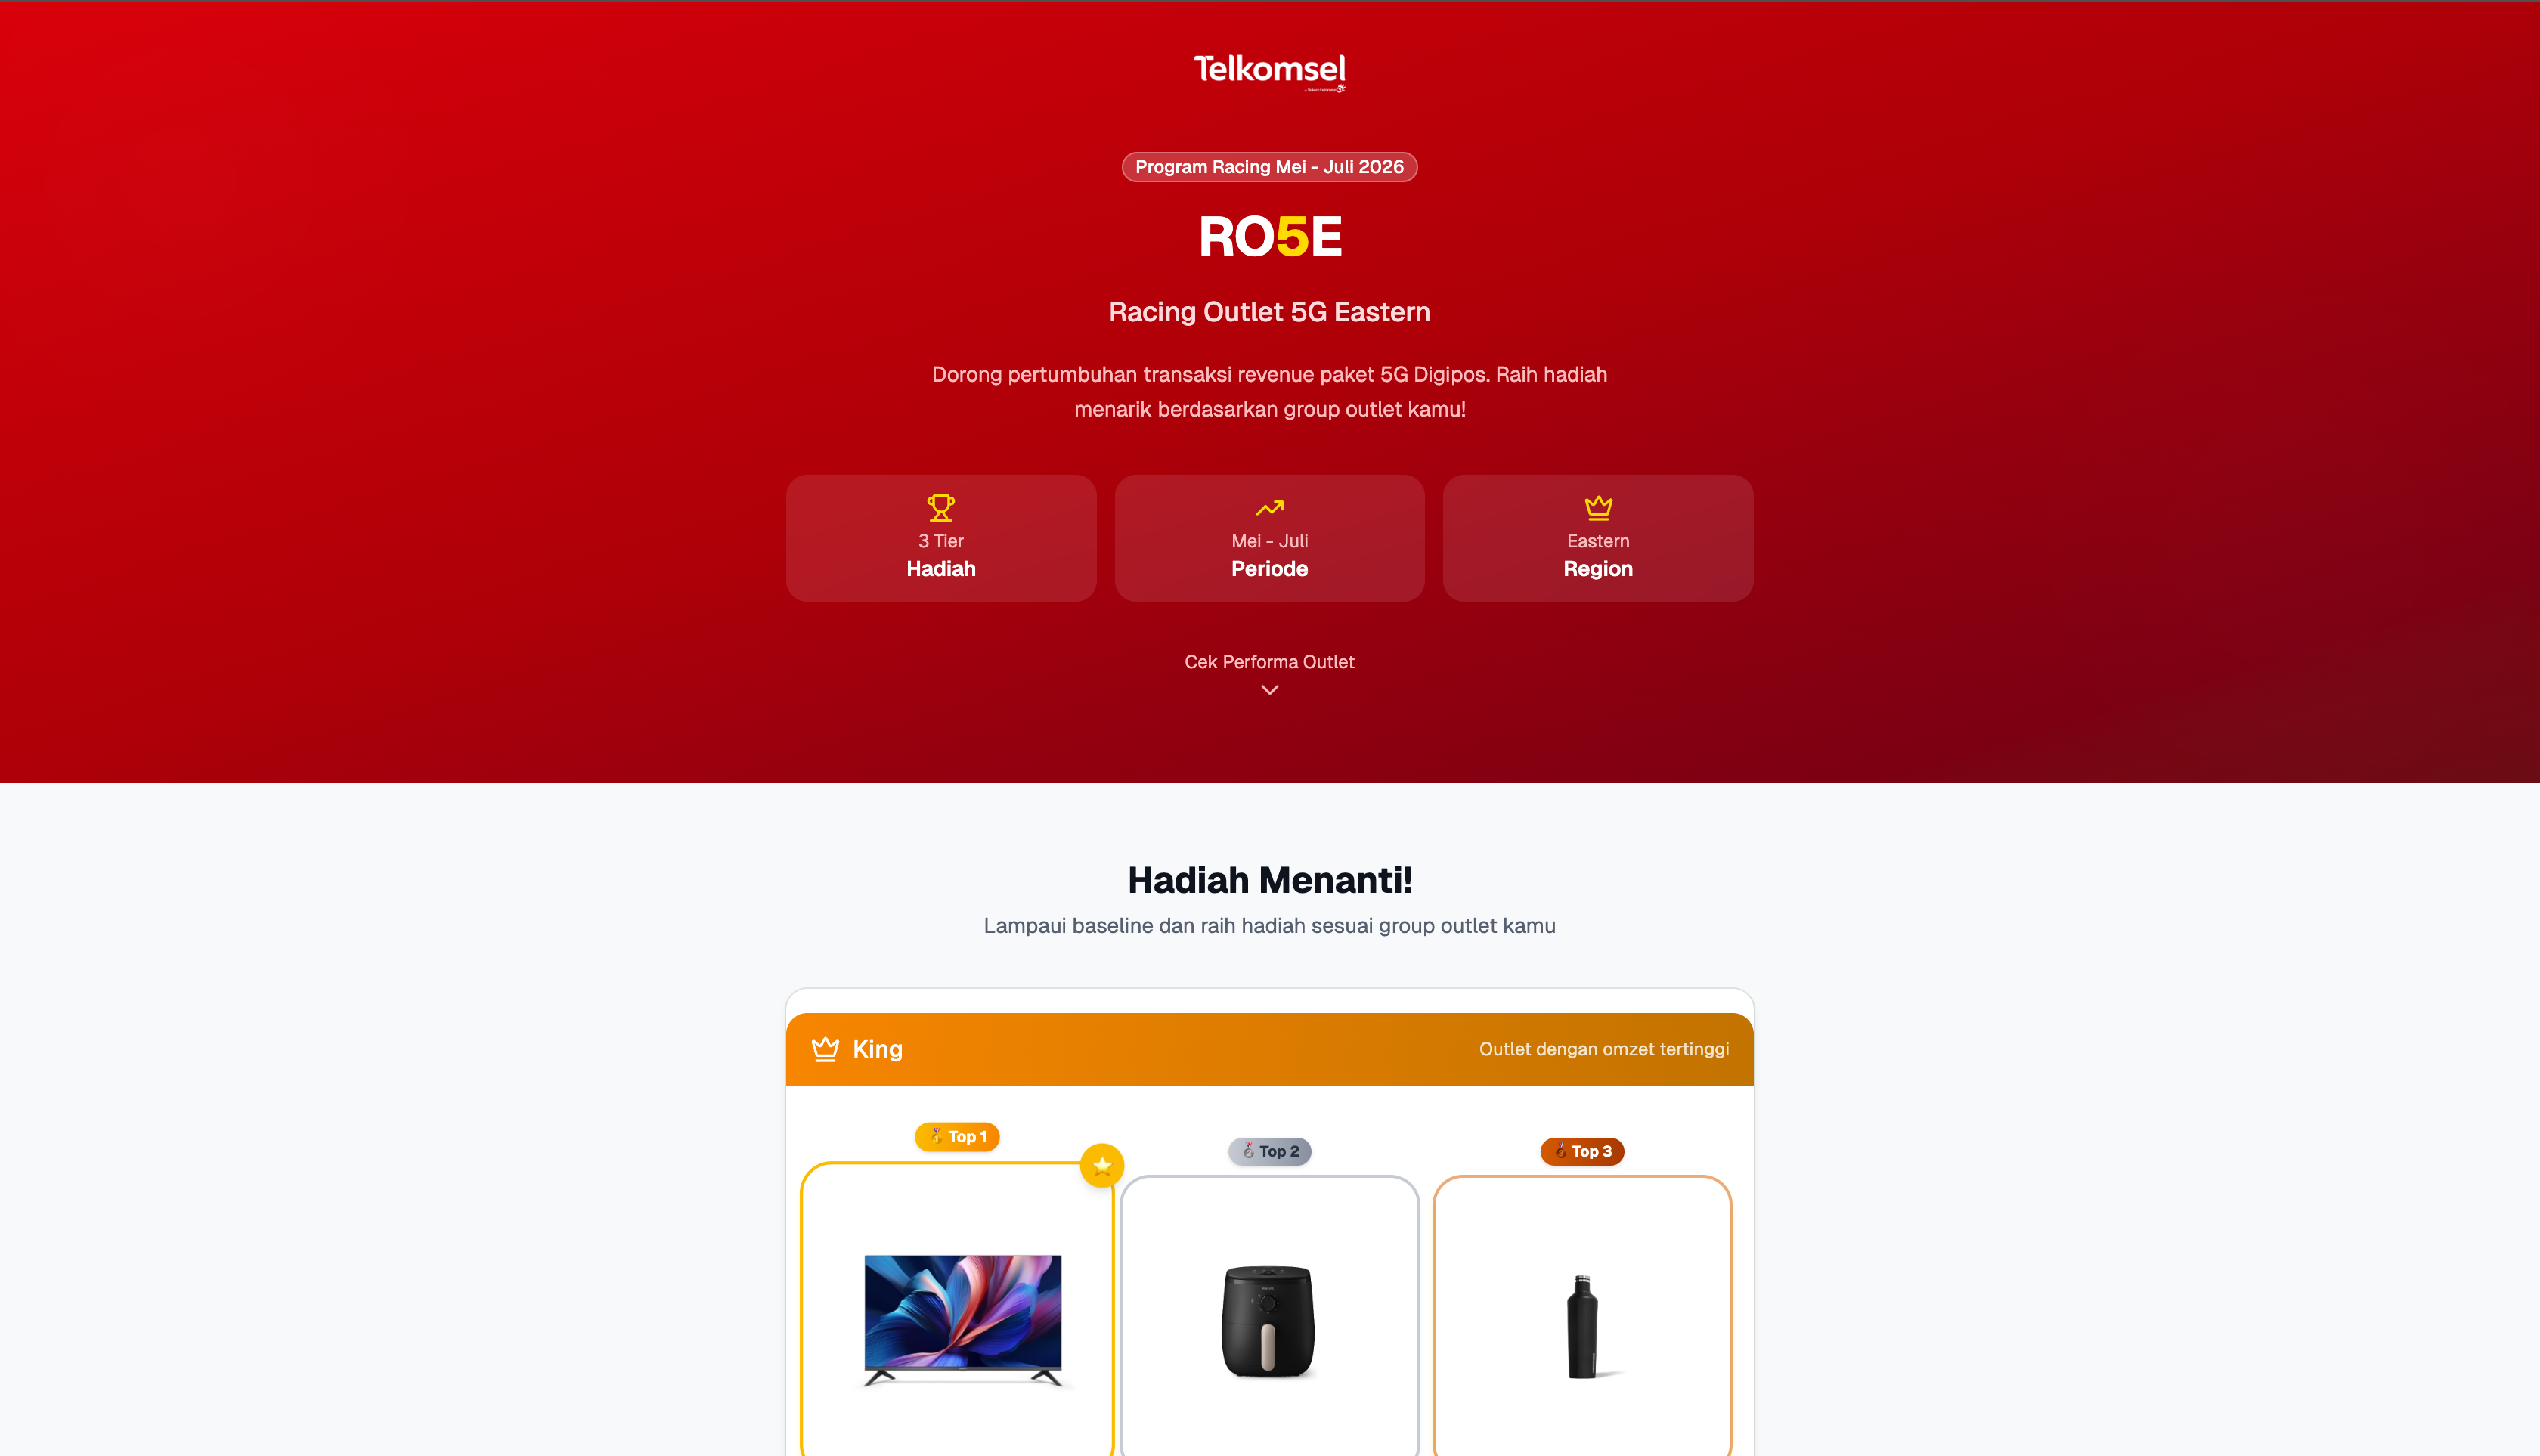 Telkomsel
by Telkom Indonesia
Program Racing Mei - Juli 2026
RO5E
Racing Outlet 5G Eastern
Dorong pertumbuhan transaksi revenue paket 5G Digipos. Raih hadiah
menarik berdasarkan group outlet kamu!
3 Tier
Hadiah
Mei - Juli
Periode
Eastern
Region
Cek Performa Outlet
Hadiah Menanti!
Lampaui baseline dan raih hadiah sesuai group outlet kamu
King
Outlet dengan omzet tertinggi
Top 1
Top 2
Top 3